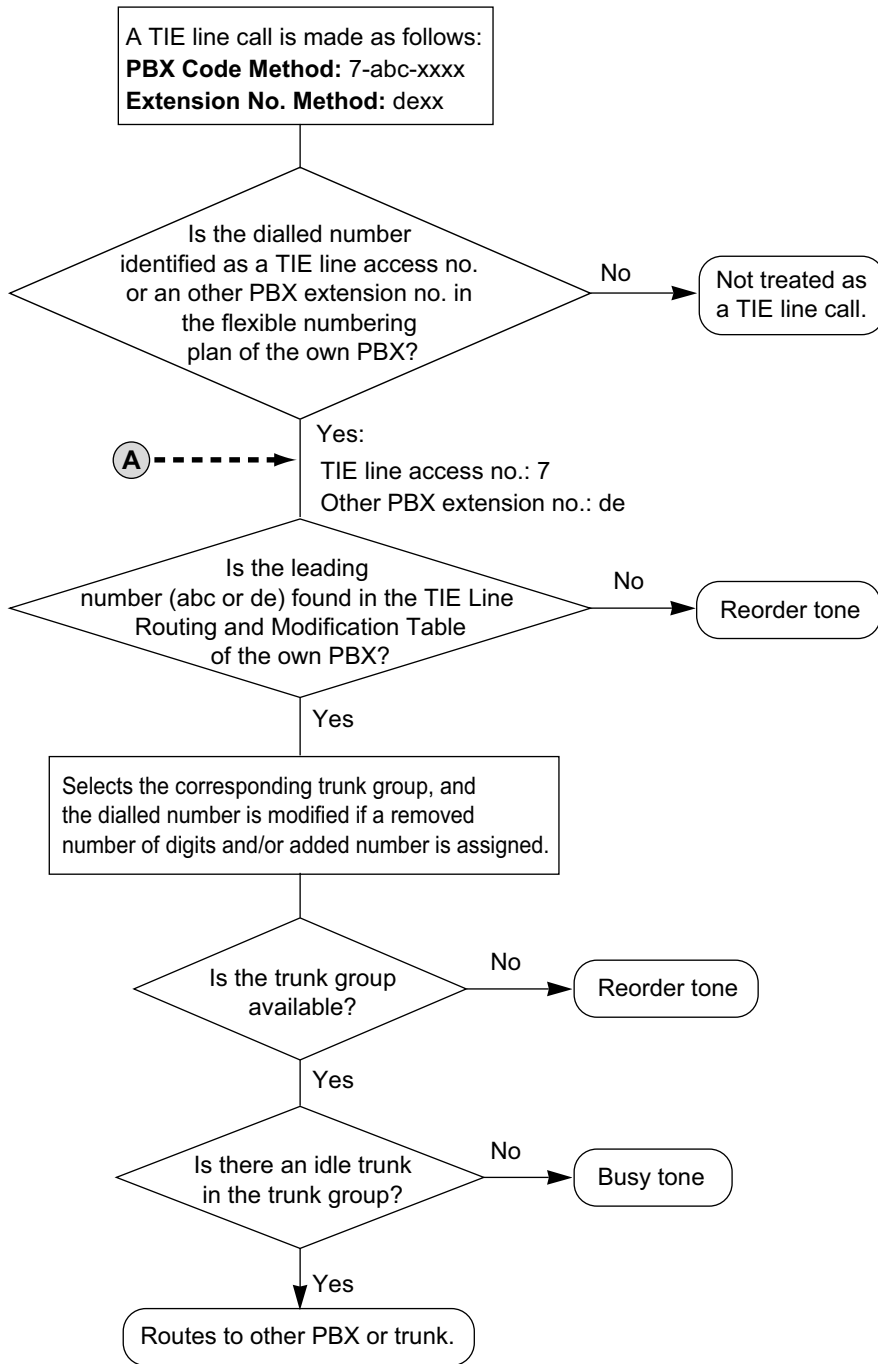 A TIE line call is made as follows:
PBX Code Method: 7-abc-xxxx
Extension No. Method: dexx
Is the dialled number
identified as a TIE line access no.
or an other PBX extension no. in
the flexible numbering
plan of the own PBX?
No
Not treated as
a TIE line call.
A
Yes:
TIE line access no.: 7
Other PBX extension no.: de
Is the leading
number (abc or de) found in the TIE Line
Routing and Modification Table
of the own PBX?
No
Reorder tone
Yes
Selects the corresponding trunk group, and
the dialled number is modified if a removed
number of digits and/or added number is assigned.
Is the trunk group
available?
No
Reorder tone
Yes
Is there an idle trunk
in the trunk group?
No
Busy tone
Yes
Routes to other PBX or trunk.